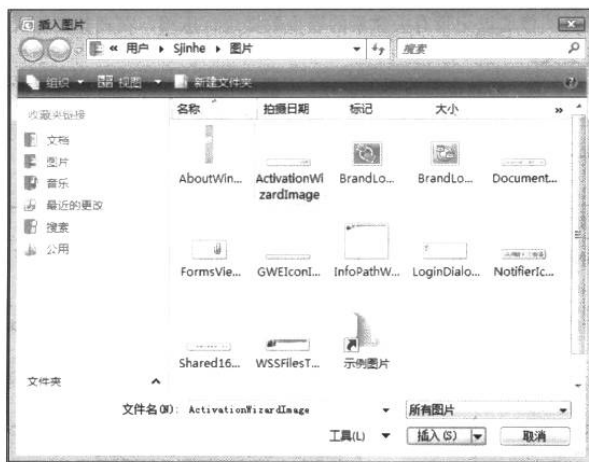 插入图片
« 用户 ▸ Sjinhe ▸ 图片
搜索
组织 视图 新建文件夹
收藏夹链接
文档
图片
音乐
最近的更改
搜索
公用
文件夹
名称 拍摄日期 标记 大小 »
AboutWin... ActivationWi BrandLo... BrandLo... Document...
zardImage
FormsVie... GWEIconI... InfoPathW... LoginDialo... NotifierIc...
Shared16... WSSFilesT... 示例图片
文件名(N): ActivationWizardImage 所有图片
工具(L) 插入(S) 取消